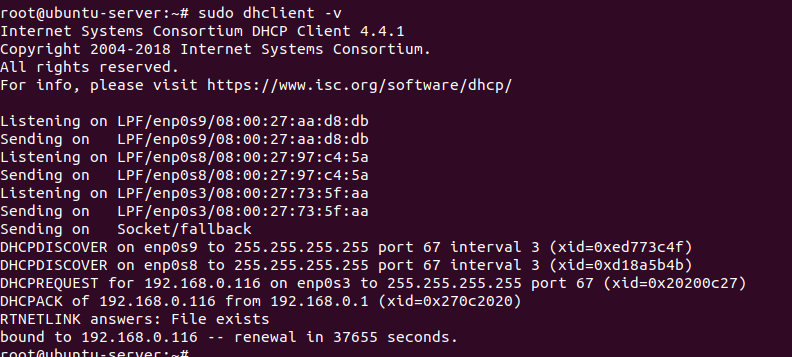 root@ubuntu-server:~# sudo dhclient -v
Internet Systems Consortium DHCP Client 4.4.1
Copyright 2004-2018 Internet Systems Consortium.
All rights reserved.
For info, please visit https://www.isc.org/software/dhcp/

Listening on LPF/enp0s9/08:00:27:aa:d8:db
Sending on   LPF/enp0s9/08:00:27:aa:d8:db
Listening on LPF/enp0s8/08:00:27:97:c4:5a
Sending on   LPF/enp0s8/08:00:27:97:c4:5a
Listening on LPF/enp0s3/08:00:27:73:5f:aa
Sending on   LPF/enp0s3/08:00:27:73:5f:aa
Sending on   Socket/fallback
DHCPDISCOVER on enp0s9 to 255.255.255.255 port 67 interval 3 (xid=0xed773c4f)
DHCPDISCOVER on enp0s8 to 255.255.255.255 port 67 interval 3 (xid=0xd18a5b4b)
DHCPREQUEST for 192.168.0.116 on enp0s3 to 255.255.255.255 port 67 (xid=0x20200c27)
DHCPACK of 192.168.0.116 from 192.168.0.1 (xid=0x270c2020)
RTNETLINK answers: File exists
bound to 192.168.0.116 -- renewal in 37655 seconds.
root@ubuntu-server:~#